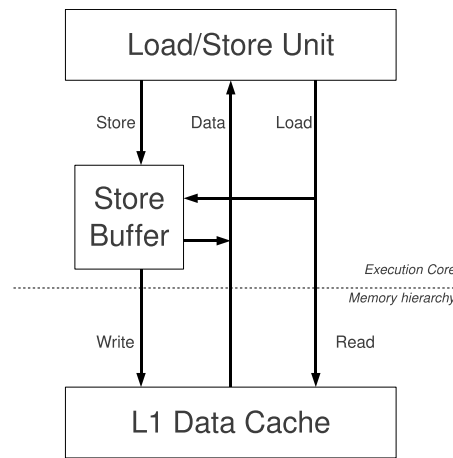 Load/Store Unit
Store
Data
Load
Store
Buffer
Execution Core
Memory hierarchy
Write
Read
L1 Data Cache